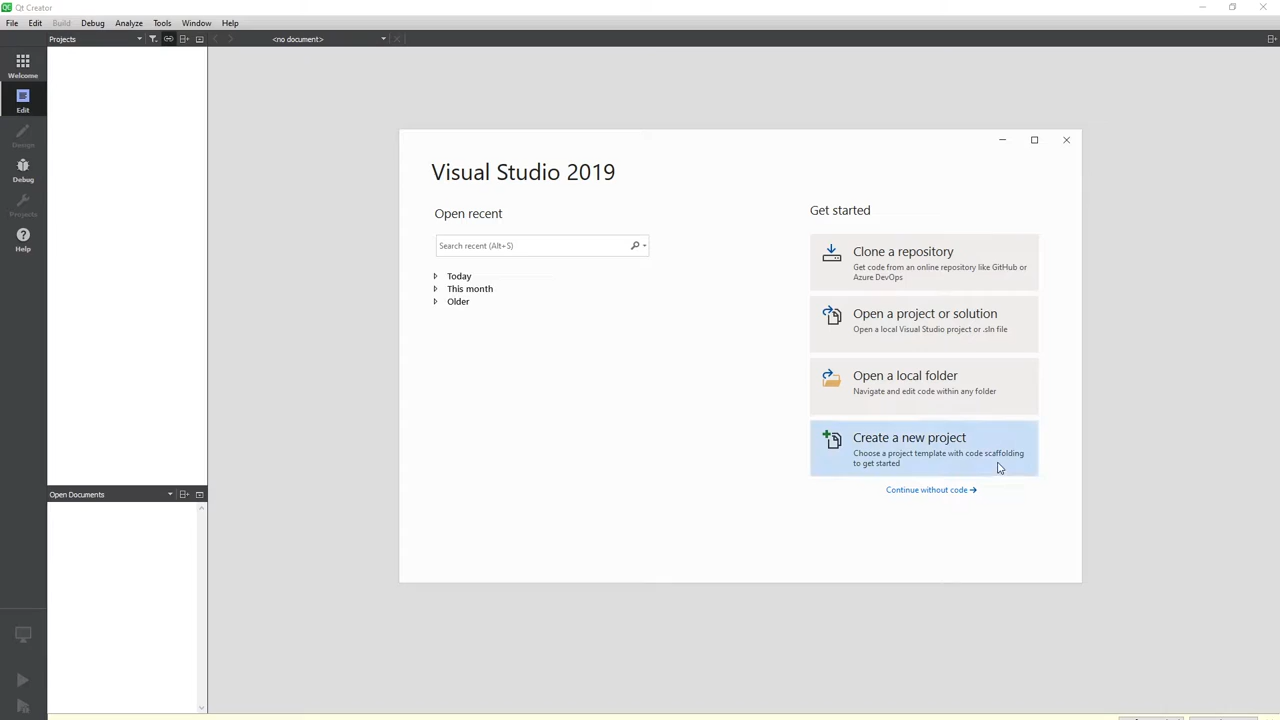 Qt Creator
File Edit Build Debug Analyze Tools Window Help
Projects
<no document>
Welcome
Edit
Design
Debug
Projects
Help
Visual Studio 2019
Open recent
Search recent (Alt+S)
Today
This month
Older
Get started
Clone a repository
Get code from an online repository like GitHub or
Azure DevOps
Open a project or solution
Open a local Visual Studio project or .sln file
Open a local folder
Navigate and edit code within any folder
Create a new project
Choose a project template with code scaffolding
to get started
Continue without code →
Open Documents